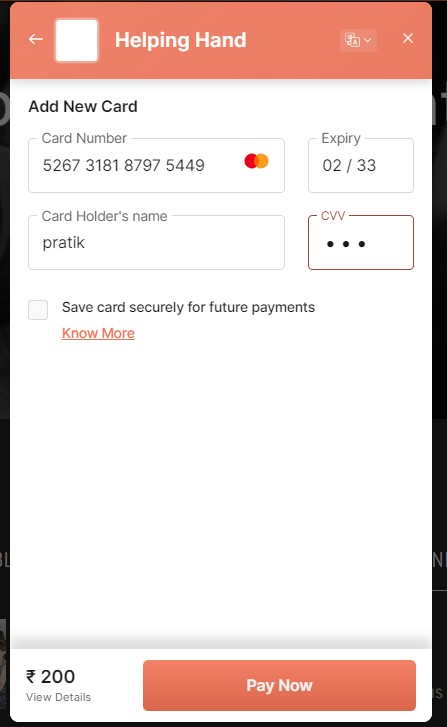 Helping Hand
Add New Card
Card Number
5267 3181 8797 5449
Expiry
02 / 33
Card Holder's name
pratik
CVV
•••
Save card securely for future payments
Know More
₹ 200
View Details
Pay Now